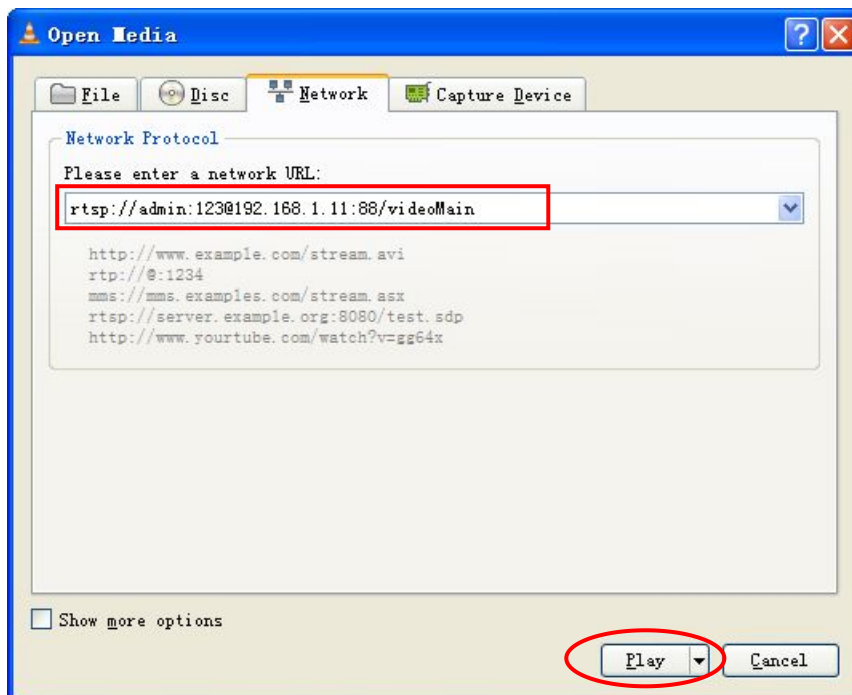 Open Media
File Disc Network Capture Device
Network Protocol
Please enter a network URL:
rtsp://admin:123@192.168.1.11:88/videoMain
http://www.example.com/stream.avi
rtp://@:1234
mms://mms.examples.com/stream.asx
rtsp://server.example.org:8080/test.sdp
http://www.yourtube.com/watch?v=gg64x
Show more options
Play Cancel